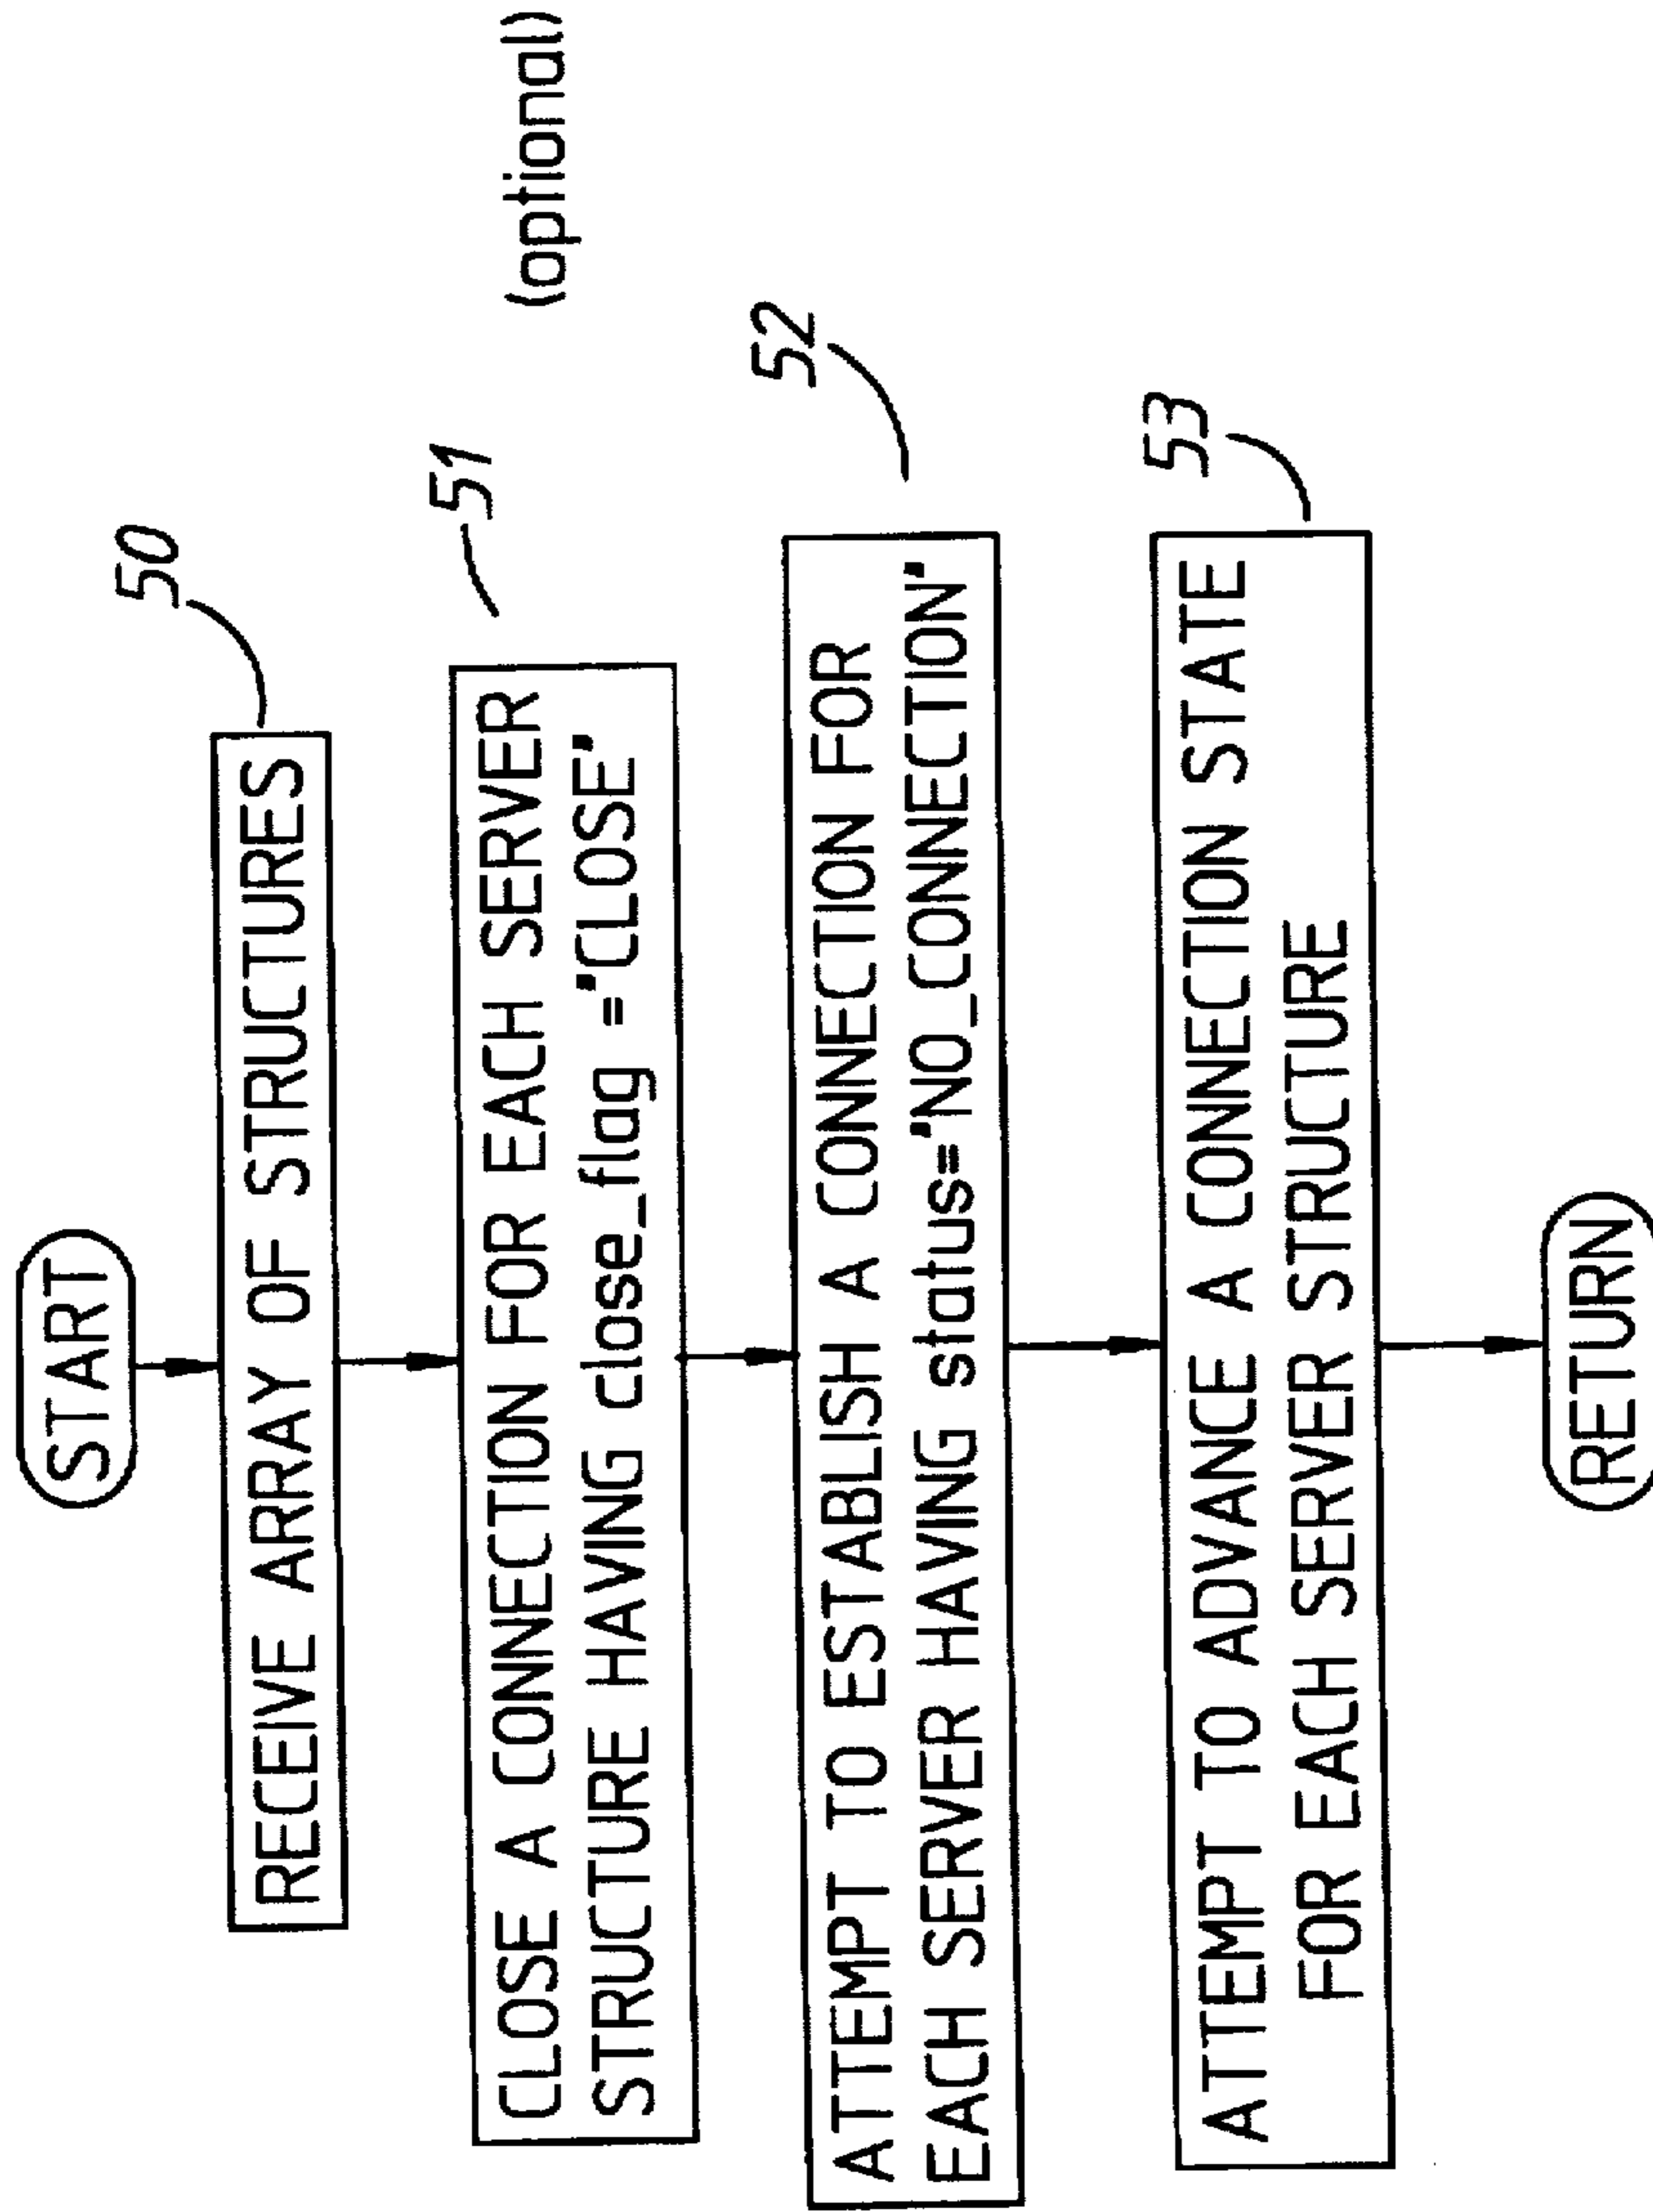 START
50
RECEIVE ARRAY OF STRUCTURES
51
CLOSE A CONNECTION FOR EACH SERVER
STRUCTURE HAVING close_flag ="CLOSE"
(optional)
52
ATTEMPT TO ESTABLISH A CONNECTION FOR
EACH SERVER HAVING status="NO_CONNECTION"
53
ATTEMPT TO ADVANCE A CONNECTION STATE
FOR EACH SERVER STRUCTURE
RETURN